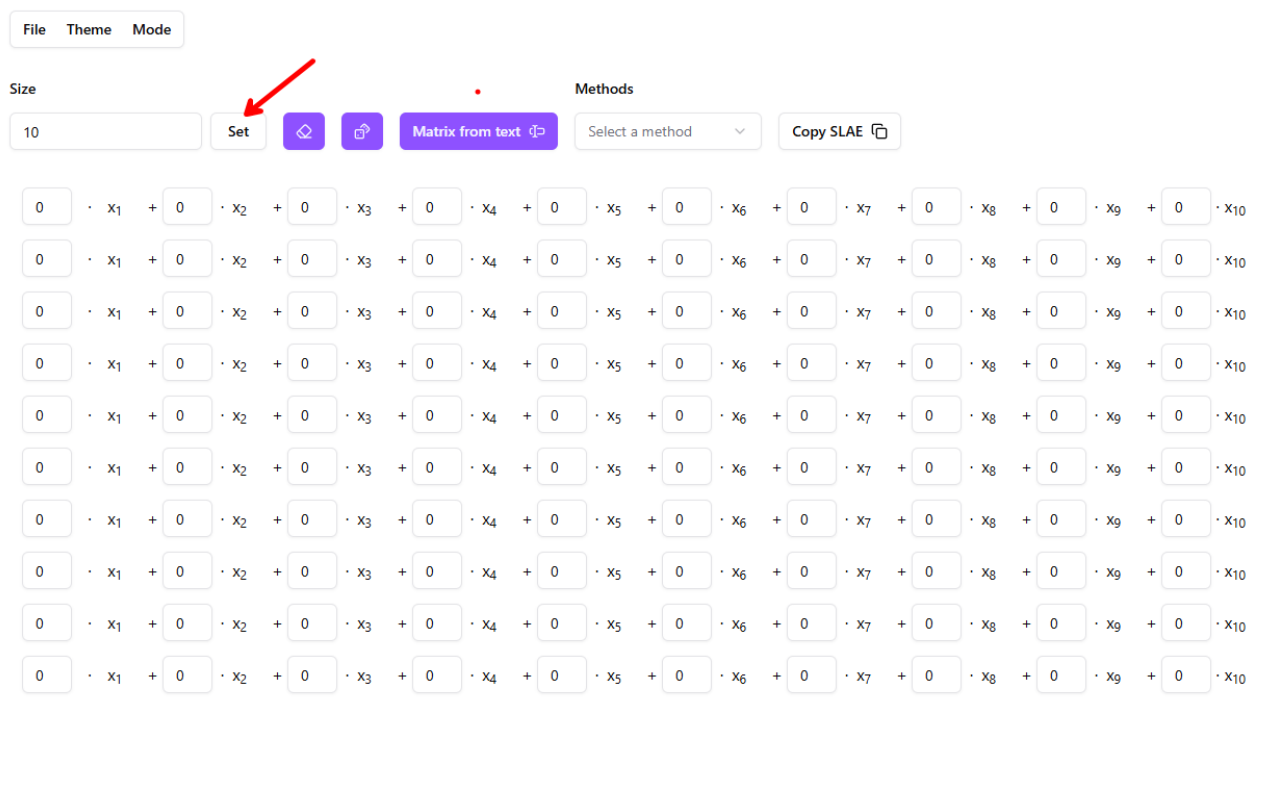 File Theme Mode
Size Methods
10 Set Matrix from text Select a method Copy SLAE
0 · x₁ + 0 · x₂ + 0 · x₃ + 0 · x₄ + 0 · x₅ + 0 · x₆ + 0 · x₇ + 0 · x₈ + 0 · x₉ + 0 · x₁₀
0 · x₁ + 0 · x₂ + 0 · x₃ + 0 · x₄ + 0 · x₅ + 0 · x₆ + 0 · x₇ + 0 · x₈ + 0 · x₉ + 0 · x₁₀
0 · x₁ + 0 · x₂ + 0 · x₃ + 0 · x₄ + 0 · x₅ + 0 · x₆ + 0 · x₇ + 0 · x₈ + 0 · x₉ + 0 · x₁₀
0 · x₁ + 0 · x₂ + 0 · x₃ + 0 · x₄ + 0 · x₅ + 0 · x₆ + 0 · x₇ + 0 · x₈ + 0 · x₉ + 0 · x₁₀
0 · x₁ + 0 · x₂ + 0 · x₃ + 0 · x₄ + 0 · x₅ + 0 · x₆ + 0 · x₇ + 0 · x₈ + 0 · x₉ + 0 · x₁₀
0 · x₁ + 0 · x₂ + 0 · x₃ + 0 · x₄ + 0 · x₅ + 0 · x₆ + 0 · x₇ + 0 · x₈ + 0 · x₉ + 0 · x₁₀
0 · x₁ + 0 · x₂ + 0 · x₃ + 0 · x₄ + 0 · x₅ + 0 · x₆ + 0 · x₇ + 0 · x₈ + 0 · x₉ + 0 · x₁₀
0 · x₁ + 0 · x₂ + 0 · x₃ + 0 · x₄ + 0 · x₅ + 0 · x₆ + 0 · x₇ + 0 · x₈ + 0 · x₉ + 0 · x₁₀
0 · x₁ + 0 · x₂ + 0 · x₃ + 0 · x₄ + 0 · x₅ + 0 · x₆ + 0 · x₇ + 0 · x₈ + 0 · x₉ + 0 · x₁₀
0 · x₁ + 0 · x₂ + 0 · x₃ + 0 · x₄ + 0 · x₅ + 0 · x₆ + 0 · x₇ + 0 · x₈ + 0 · x₉ + 0 · x₁₀